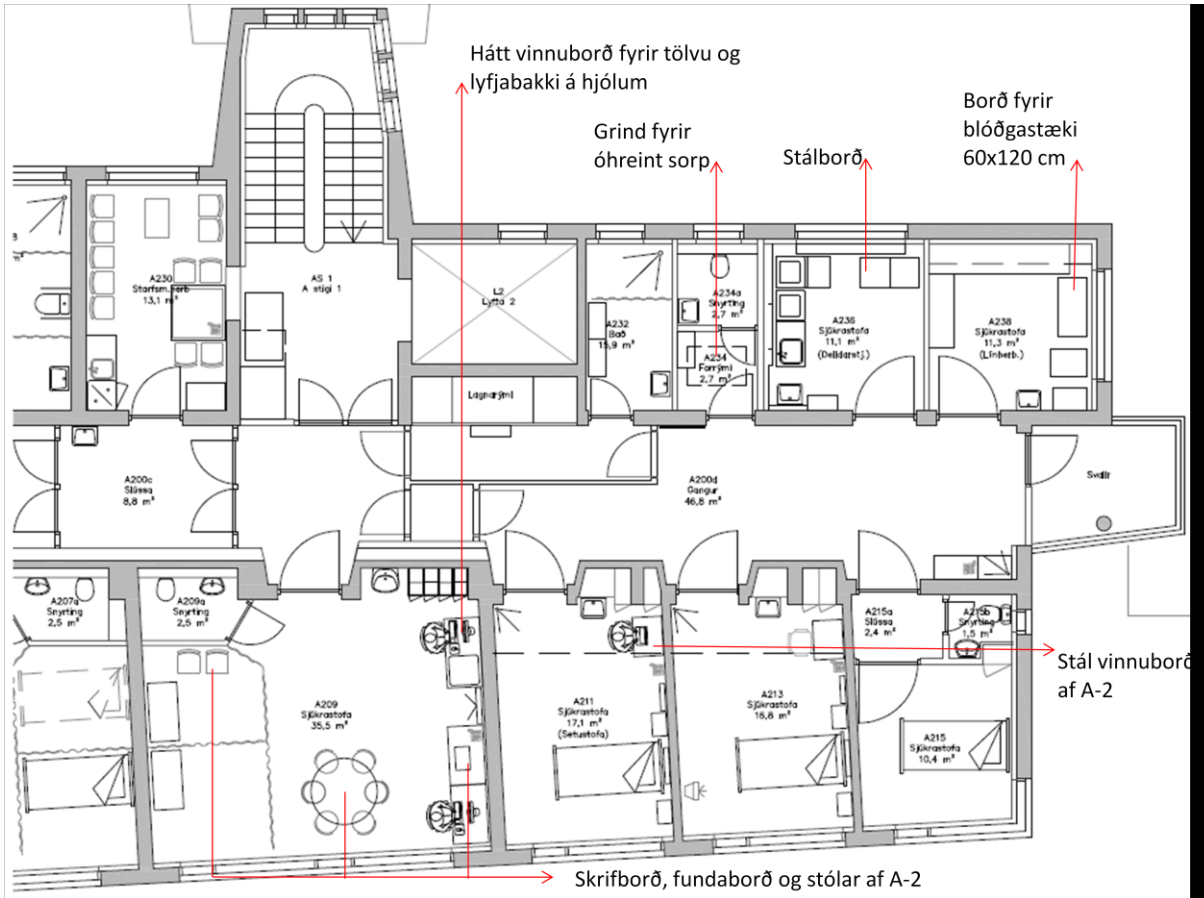 Hátt vinnuborð fyrir tölvu og
lyfjabakki á hjólum
Grind fyrir
óhreint sorp
Stálborð
Borð fyrir
blóðgastæki
60x120 cm
A230
Starfsm.herb
13,1 m²
AS 1
A stigi 1
L2
Lyfta 2
A232
Bað
15,9 m²
A234a
Snyrting
2,7 m²
A234
Forrými
2,7 m²
A236
Sjúkrastofa
11,1 m²
(Deildarstj.)
A238
Sjúkrastofa
11,3 m²
(Línherb.)
Lagnarými
A200c
Slússa
8,8 m²
A200d
Gangur
46,8 m²
Svalir
A207a
Snyrting
2,5 m²
A209a
Snyrting
2,5 m²
A215a
Slússa
2,4 m²
A215b
Snyrting
1,5 m²
Stál vinnuborð
af A-2
A209
Sjúkrastofa
35,5 m²
A211
Sjúkrastofa
17,1 m²
(Setustofa)
A213
Sjúkrastofa
16,8 m²
A215
Sjúkrastofa
10,4 m²
Skrifborð, fundaborð og stólar af A-2